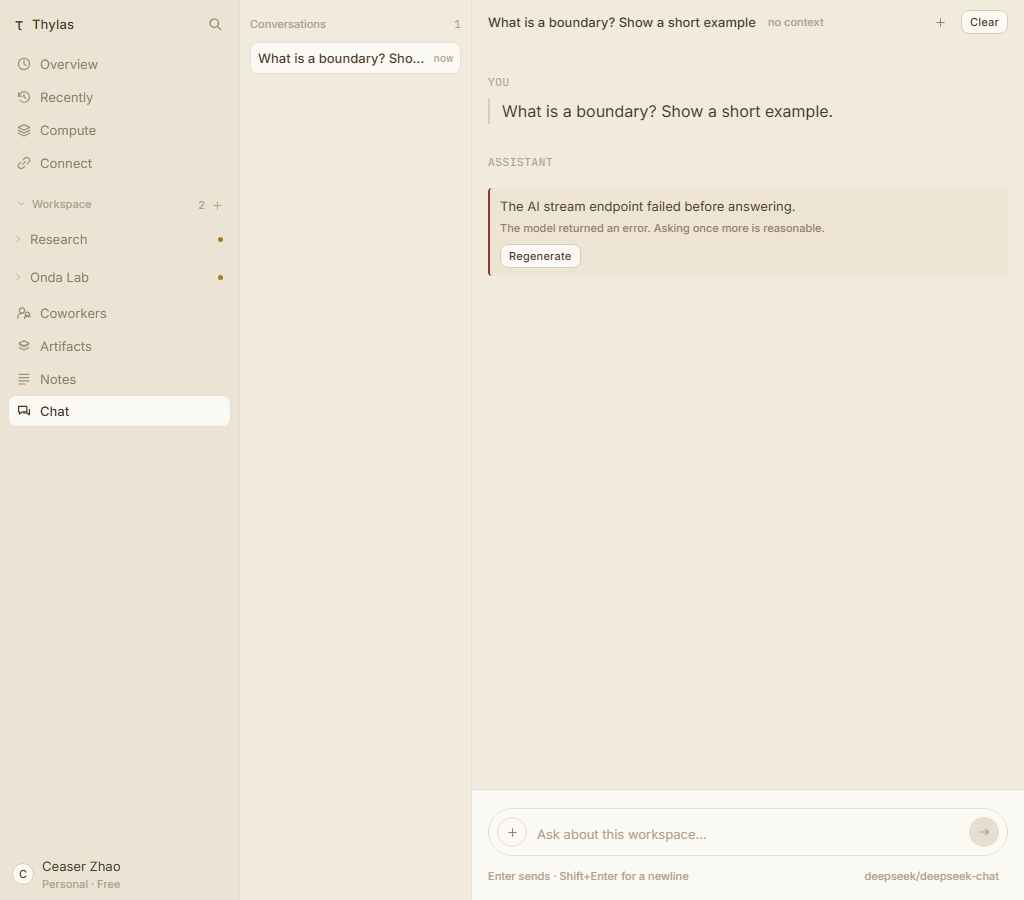 τ Thylas
Overview
Recently
Compute
Connect
Workspace 2
Research
Onda Lab
Coworkers
Artifacts
Notes
Chat
C
Ceaser Zhao
Personal · Free
Conversations 1
What is a boundary? Sho... now
What is a boundary? Show a short example no context
Clear
YOU
What is a boundary? Show a short example.
ASSISTANT
The AI stream endpoint failed before answering.
The model returned an error. Asking once more is reasonable.
Regenerate
Ask about this workspace...
Enter sends · Shift+Enter for a newline deepseek/deepseek-chat